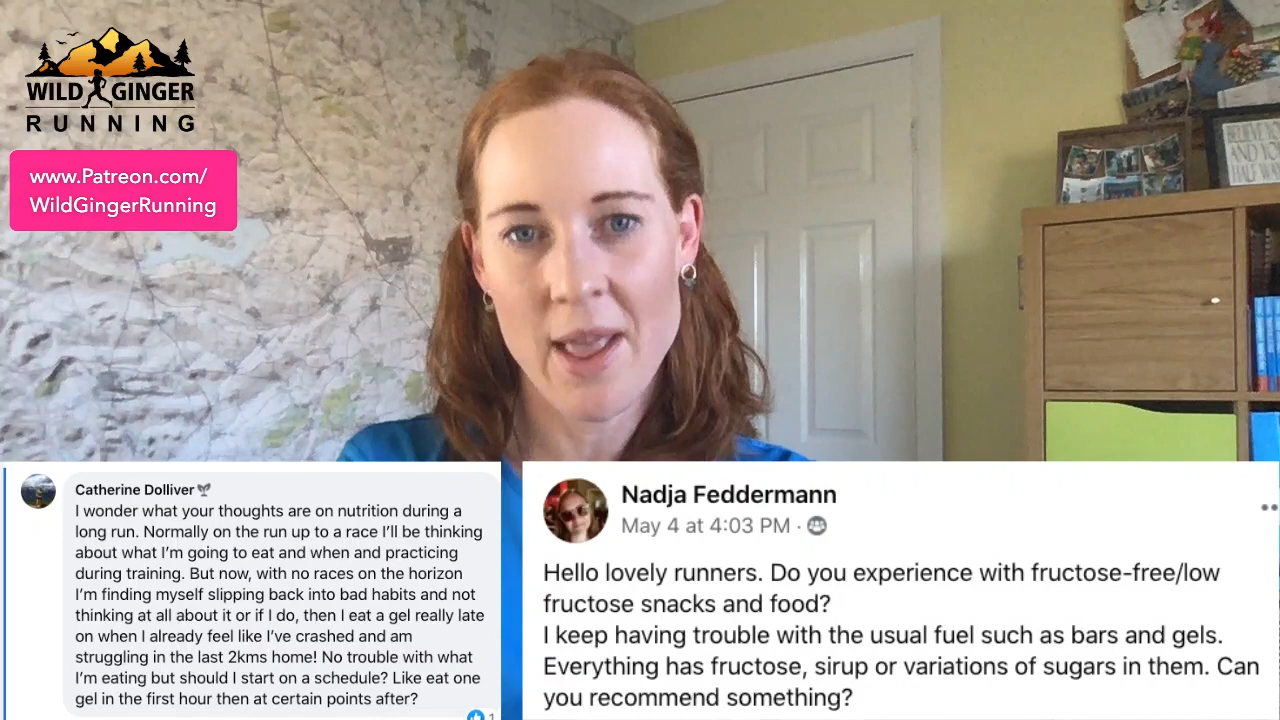 WILD GINGER
RUNNING
www.Patreon.com/
WildGingerRunning
Catherine Dolliver
I wonder what your thoughts are on nutrition during a
long run. Normally on the run up to a race I'll be thinking
about what I'm going to eat and when and practicing
during training. But now, with no races on the horizon
I'm finding myself slipping back into bad habits and not
thinking at all about it or if I do, then I eat a gel really late
on when I already feel like I've crashed and am
struggling in the last 2kms home! No trouble with what
I'm eating but should I start on a schedule? Like eat one
gel in the first hour then at certain points after?
1
Nadja Feddermann
May 4 at 4:03 PM ·
Hello lovely runners. Do you experience with fructose-free/low
fructose snacks and food?
I keep having trouble with the usual fuel such as bars and gels.
Everything has fructose, sirup or variations of sugars in them. Can
you recommend something?
AND YO
HALF WA